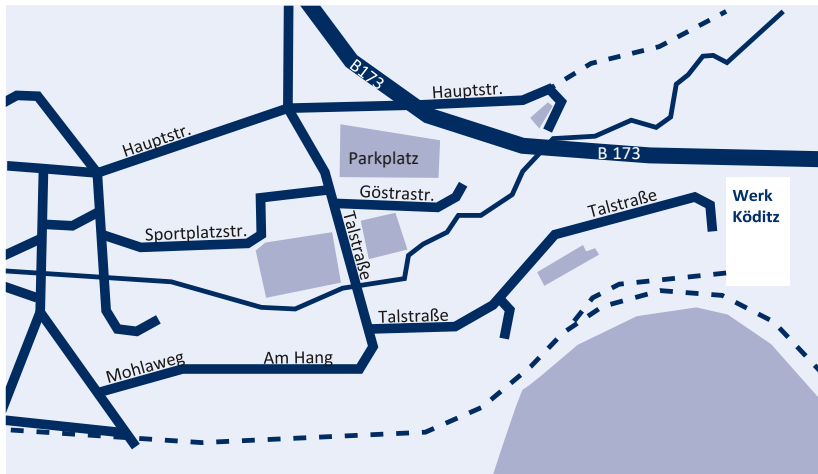 B173
Hauptstr.
Hauptstr.
B 173
Parkplatz
Göstrastr.
Talstraße
Werk
Köditz
Sportplatzstr.
Talstraße
Talstraße
Mohlaweg
Am Hang